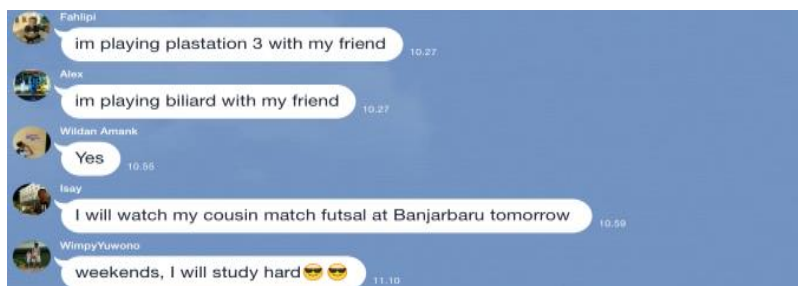 Fahlipi
im playing plastation 3 with my friend
10.27
Alex
im playing biliard with my friend
10.27
Wildan Amank
Yes
10.55
Isay
I will watch my cousin match futsal at Banjarbaru tomorrow
10.59
WimpyYuwono
weekends, I will study hard😎😎
11.10